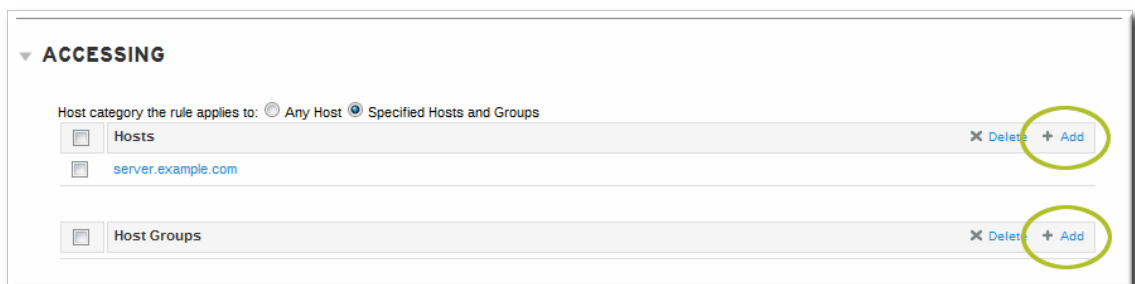 ACCESSING
Host category the rule applies to: Any Host Specified Hosts and Groups
Hosts Delete + Add
server.example.com
Host Groups Delete + Add